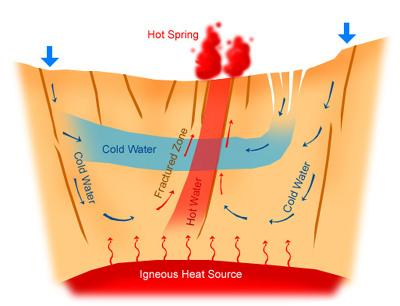 Hot Spring
Cold Water
Fractured Zone
Cold Water
Hot Water
Cold Water
Igneous Heat Source